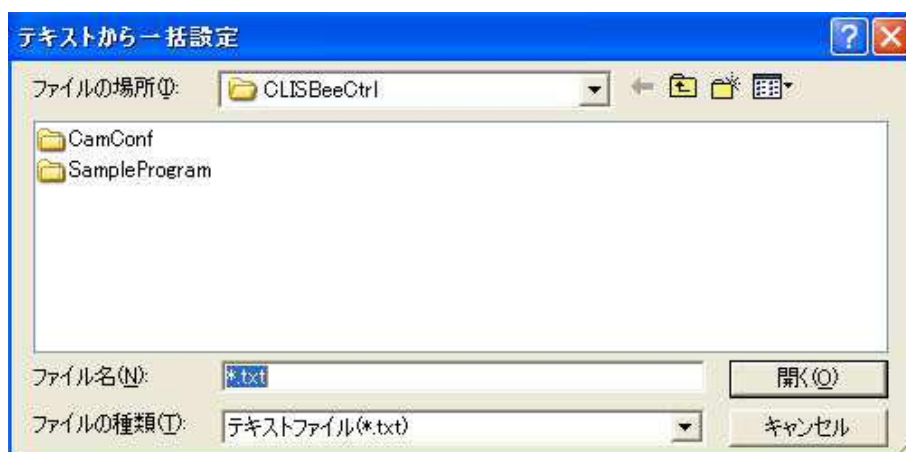 テキストから一括設定
ファイルの場所(I):
CLISBeeCtrl
CamConf
SampleProgram
ファイル名(N):
*.txt
開く(O)
ファイルの種類(T):
テキストファイル(*.txt)
キャンセル